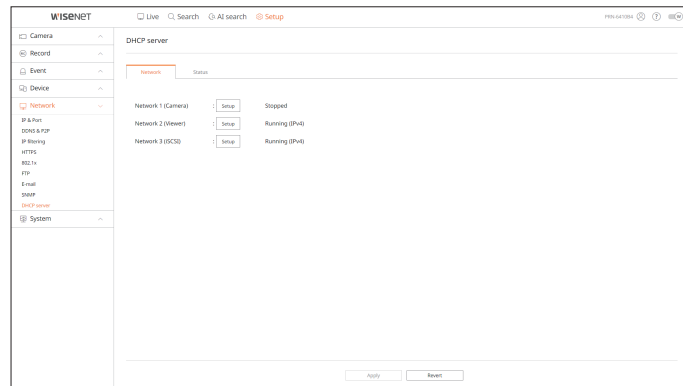 WISENET
Live Search AI search Setup
PRN-6410B4
Camera
Record
Event
Device
Network
IP & Port
DDNS & P2P
IP filtering
HTTPS
802.1x
FTP
E-mail
SNMP
DHCP server
System
DHCP server
Network Status
Network 1 (Camera) : Setup Stopped
Network 2 (Viewer) : Setup Running (IPv4)
Network 3 (iSCSI) : Setup Running (IPv4)
Apply Revert